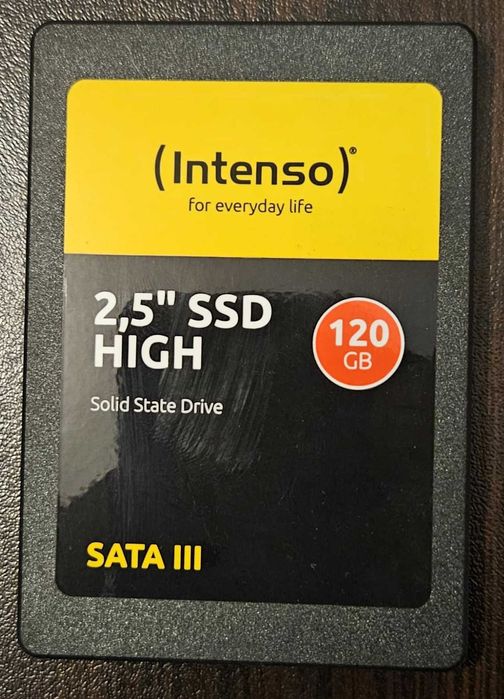 (Intenso)®
for everyday life
2,5" SSD
HIGH
120
GB
Solid State Drive
SATA III